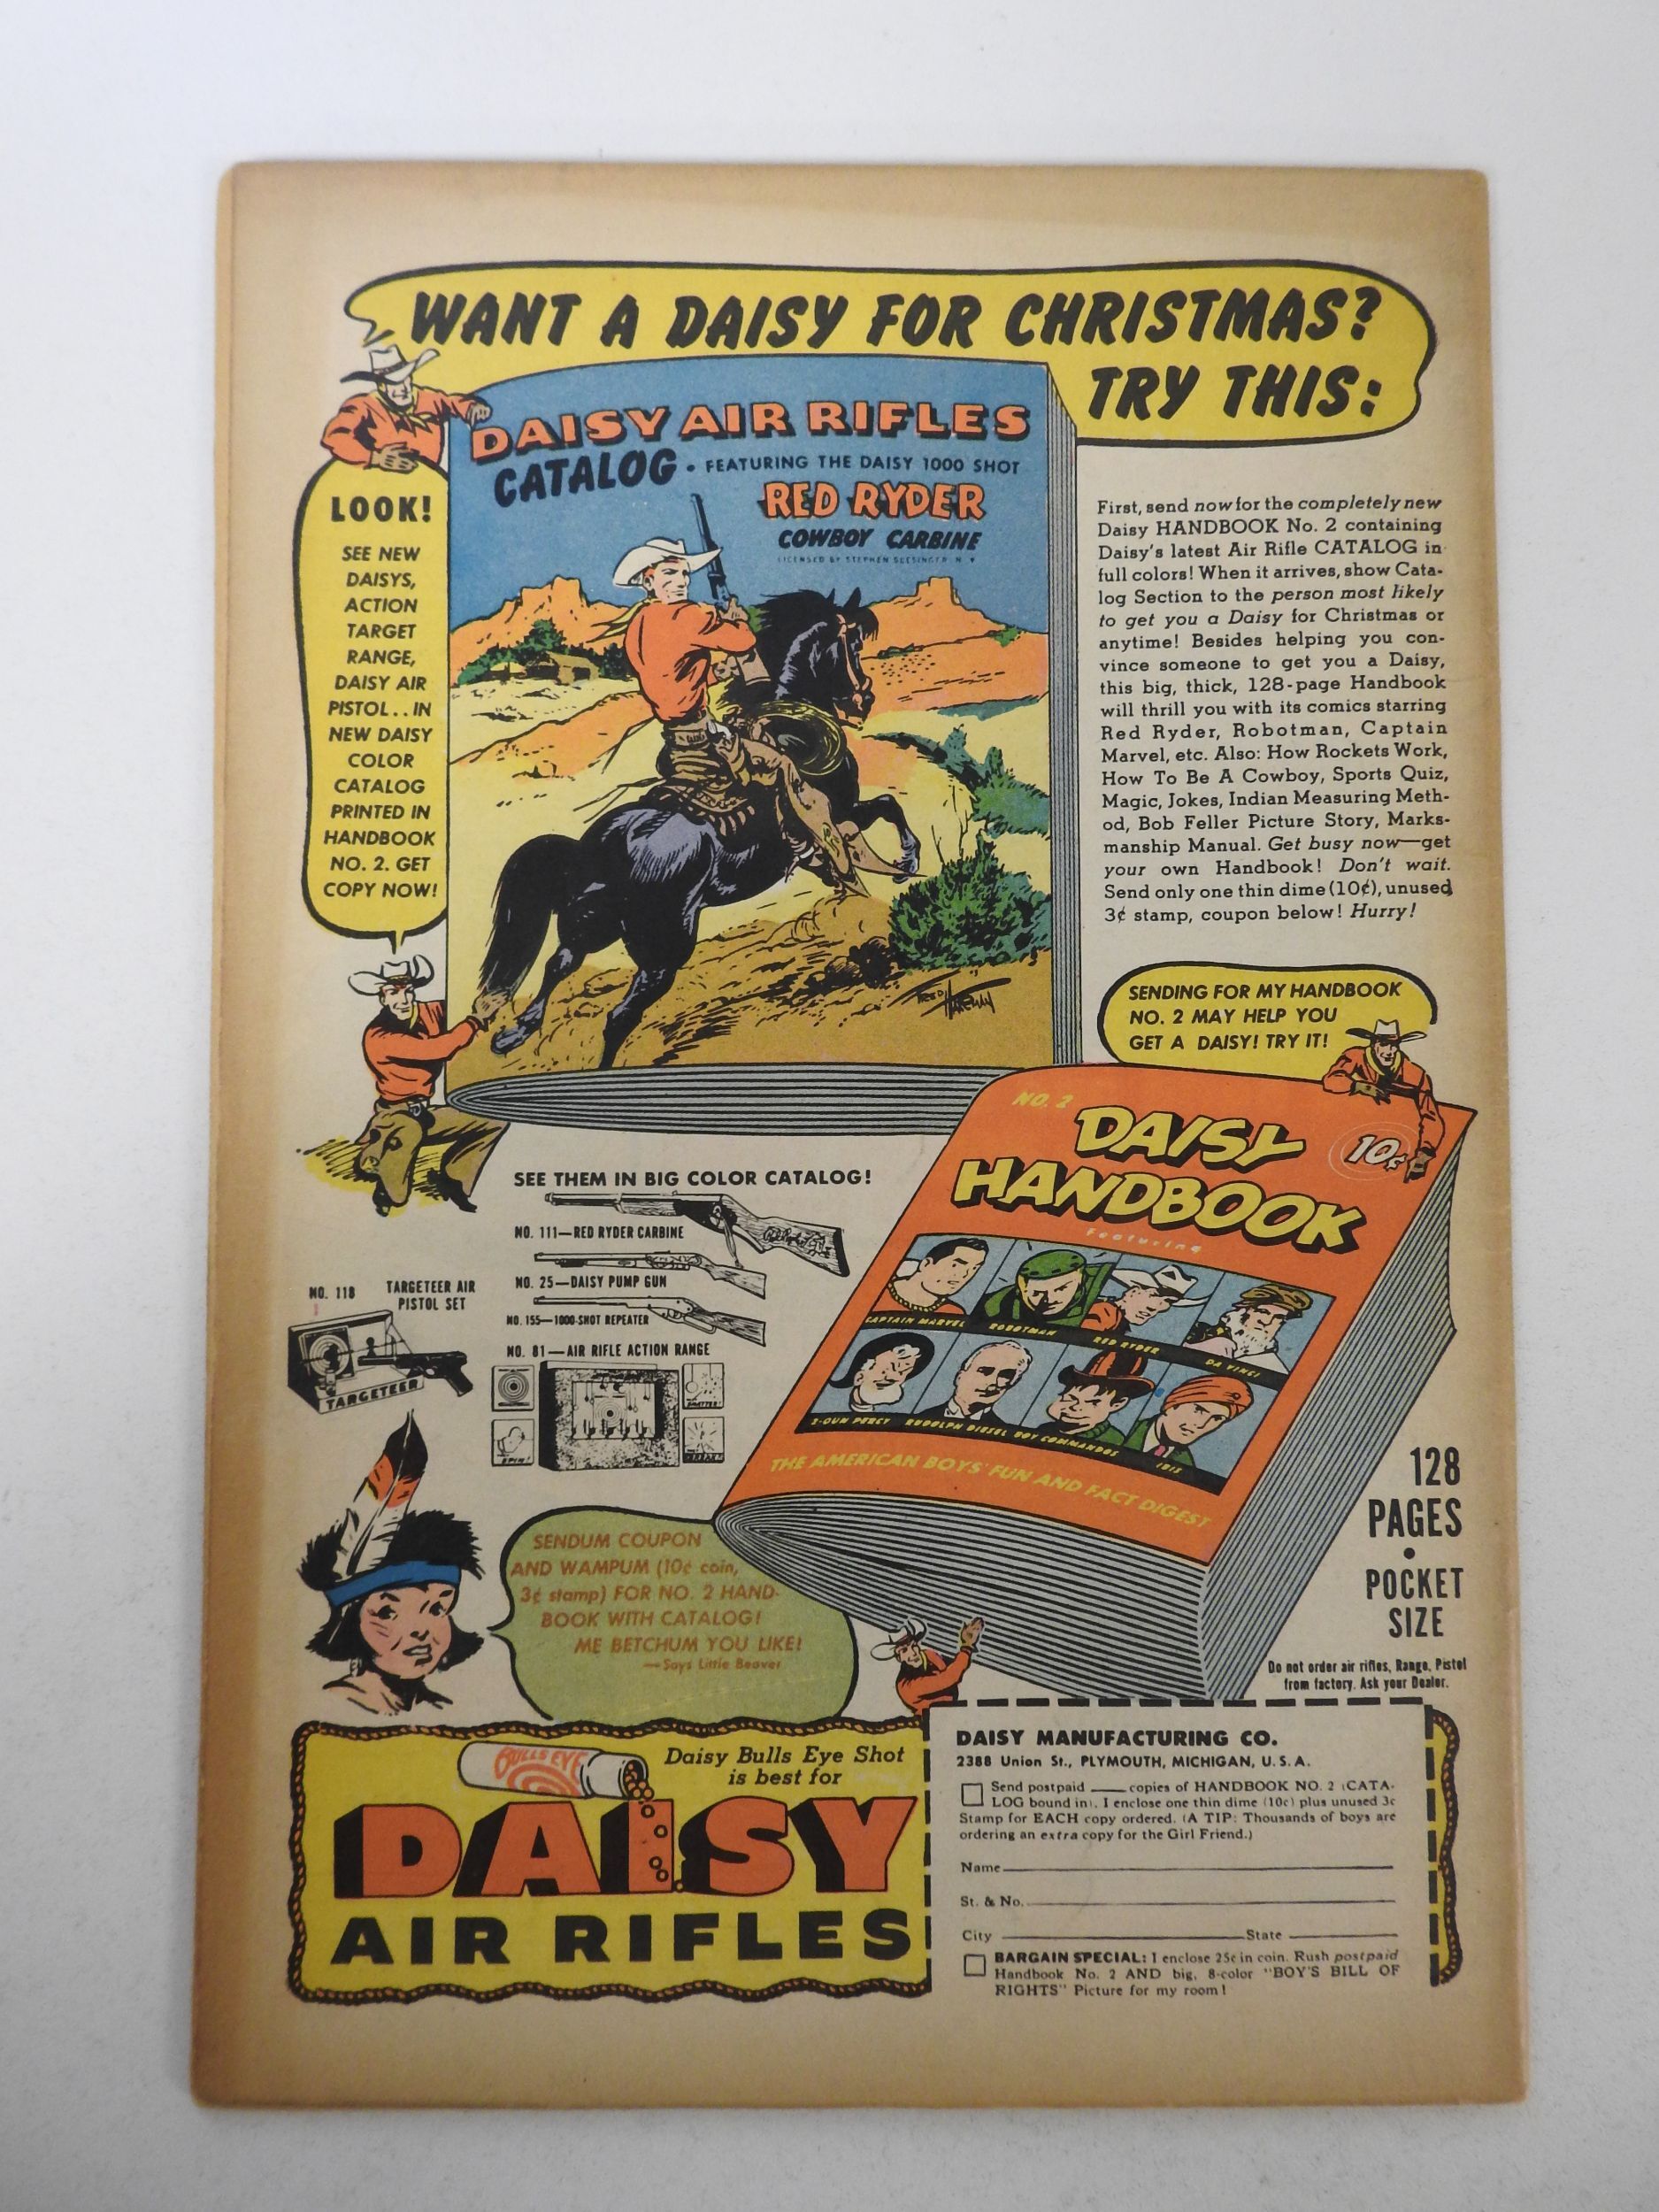 WANT A DAISY FOR CHRISTMAS?
TRY THIS:
DAISY AIR RIFLES
CATALOG • FEATURING THE DAISY 1000 SHOT
RED RYDER
COWBOY CARBINE
LICENSED BY STEPHEN SLESINGER N Y
FRED HARMAN
LOOK!
SEE NEW
DAISYS,
ACTION
TARGET
RANGE,
DAISY AIR
PISTOL.. IN
NEW DAISY
COLOR
CATALOG
PRINTED IN
HANDBOOK
NO. 2. GET
COPY NOW!
First, send now for the completely new
Daisy HANDBOOK No. 2 containing
Daisy's latest Air Rifle CATALOG in
full colors! When it arrives, show Cata-
log Section to the person most likely
to get you a Daisy for Christmas or
anytime! Besides helping you con-
vince someone to get you a Daisy,
this big, thick, 128-page Handbook
will thrill you with its comics starring
Red Ryder, Robotman, Captain
Marvel, etc. Also: How Rockets Work,
How To Be A Cowboy, Sports Quiz,
Magic, Jokes, Indian Measuring Meth-
od, Bob Feller Picture Story, Marks-
manship Manual. Get busy now—get
your own Handbook! Don't wait.
Send only one thin dime (10¢), unused
3¢ stamp, coupon below! Hurry!
SENDING FOR MY HANDBOOK
NO. 2 MAY HELP YOU
GET A DAISY! TRY IT!
NO. 2
DAISY
10¢
HANDBOOK
Featuring
CAPTAIN MARVEL ROBOTMAN RED RYDER DA VINCI
2-GUN PERCY RUDOLPH DIESEL BOY COMMANDOS IBIS
THE AMERICAN BOYS' FUN AND FACT DIGEST
SEE THEM IN BIG COLOR CATALOG!
NO. 111—RED RYDER CARBINE
NO. 25—DAISY PUMP GUN
NO. 155—1000-SHOT REPEATER
NO. 81—AIR RIFLE ACTION RANGE
SPIN!
NO. 118 TARGETEER AIR
PISTOL SET
TARGETEER
128
PAGES
•
POCKET
SIZE
SENDUM COUPON
AND WAMPUM (10¢ coin,
3¢ stamp) FOR NO. 2 HAND-
BOOK WITH CATALOG!
ME BETCHUM YOU LIKE!
—Says Little Beaver
Do not order air rifles, Range, Pistol
from factory. Ask your Dealer.
BULLS EYE
Daisy Bulls Eye Shot
is best for
DAISY
AIR RIFLES
DAISY MANUFACTURING CO.
2388 Union St., PLYMOUTH, MICHIGAN, U. S. A.
Send postpaid ____ copies of HANDBOOK NO. 2 (CATA-
LOG bound in). I enclose one thin dime (10c) plus unused 3c
Stamp for EACH copy ordered. (A TIP: Thousands of boys are
ordering an extra copy for the Girl Friend.)
Name
St. & No.
City State
BARGAIN SPECIAL: I enclose 25c in coin. Rush postpaid
Handbook No. 2 AND big, 8-color "BOY'S BILL OF
RIGHTS" Picture for my room!